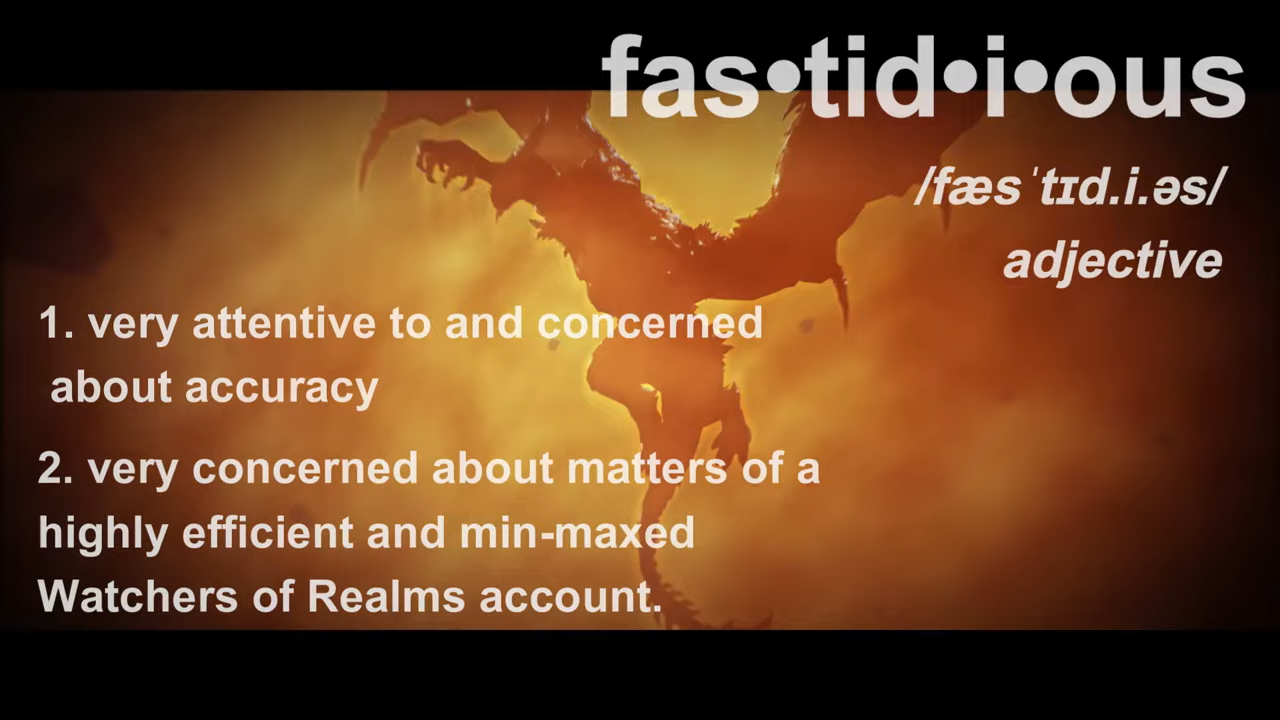 fas•tid•i•ous
/fæsˈtɪd.i.əs/
adjective
1. very attentive to and concerned
about accuracy
2. very concerned about matters of a
highly efficient and min-maxed
Watchers of Realms account.